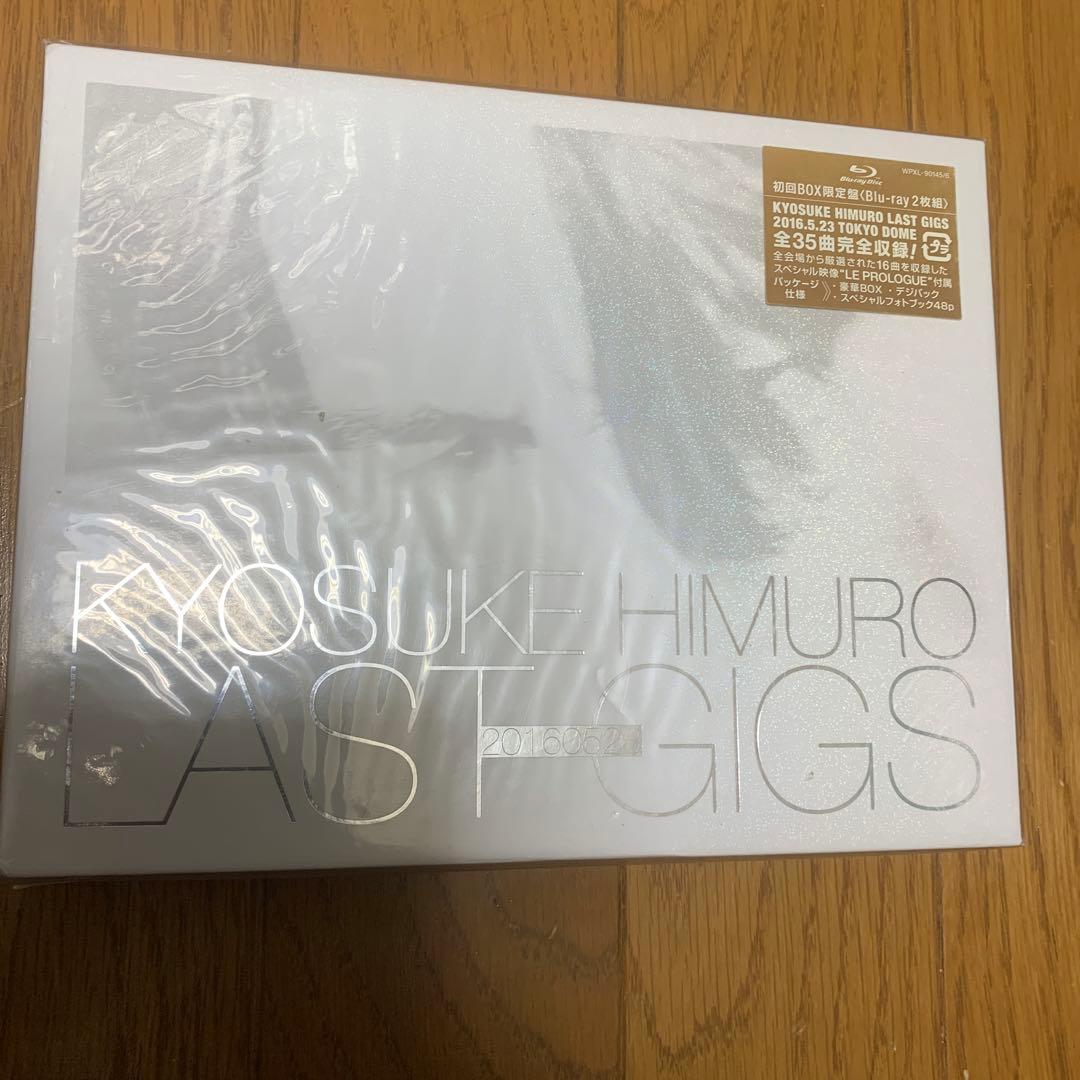 Blu-ray Disc
WPXL-90145/6
初回BOX限定盤〈Blu-ray 2枚組〉
KYOSUKE HIMURO LAST GIGS
2016.5.23 TOKYO DOME
全35曲完全収録!
プラ
全会場から厳選された16曲を収録した
スペシャル映像"LE PROLOGUE"付属
パッケージ仕様 》・豪華BOX ・デジパック
・スペシャルフォトブック48p
KYOSUKE HIMURO
LAST GIGS